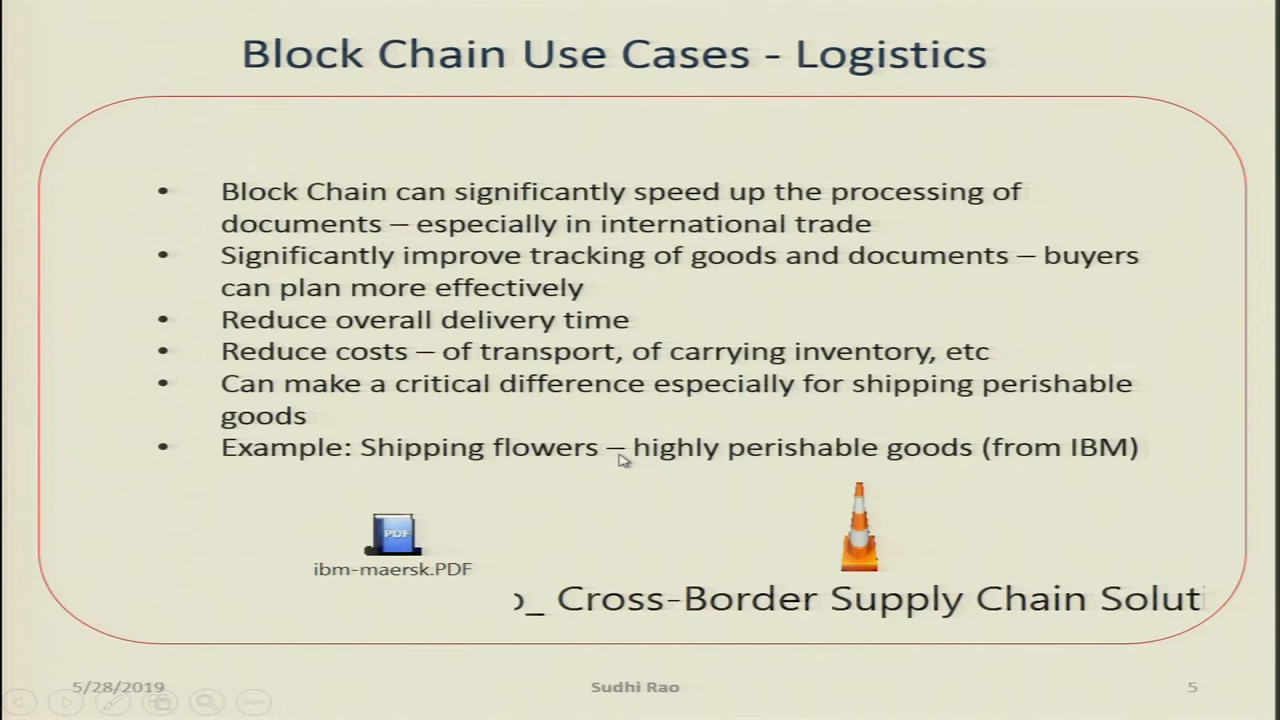 Block Chain Use Cases - Logistics
• Block Chain can significantly speed up the processing of
documents – especially in international trade
• Significantly improve tracking of goods and documents – buyers
can plan more effectively
• Reduce overall delivery time
• Reduce costs – of transport, of carrying inventory, etc
• Can make a critical difference especially for shipping perishable
goods
• Example: Shipping flowers – highly perishable goods (from IBM)
PDF
ibm-maersk.PDF
_ Cross-Border Supply Chain Soluti
5/28/2019
Sudhi Rao
5